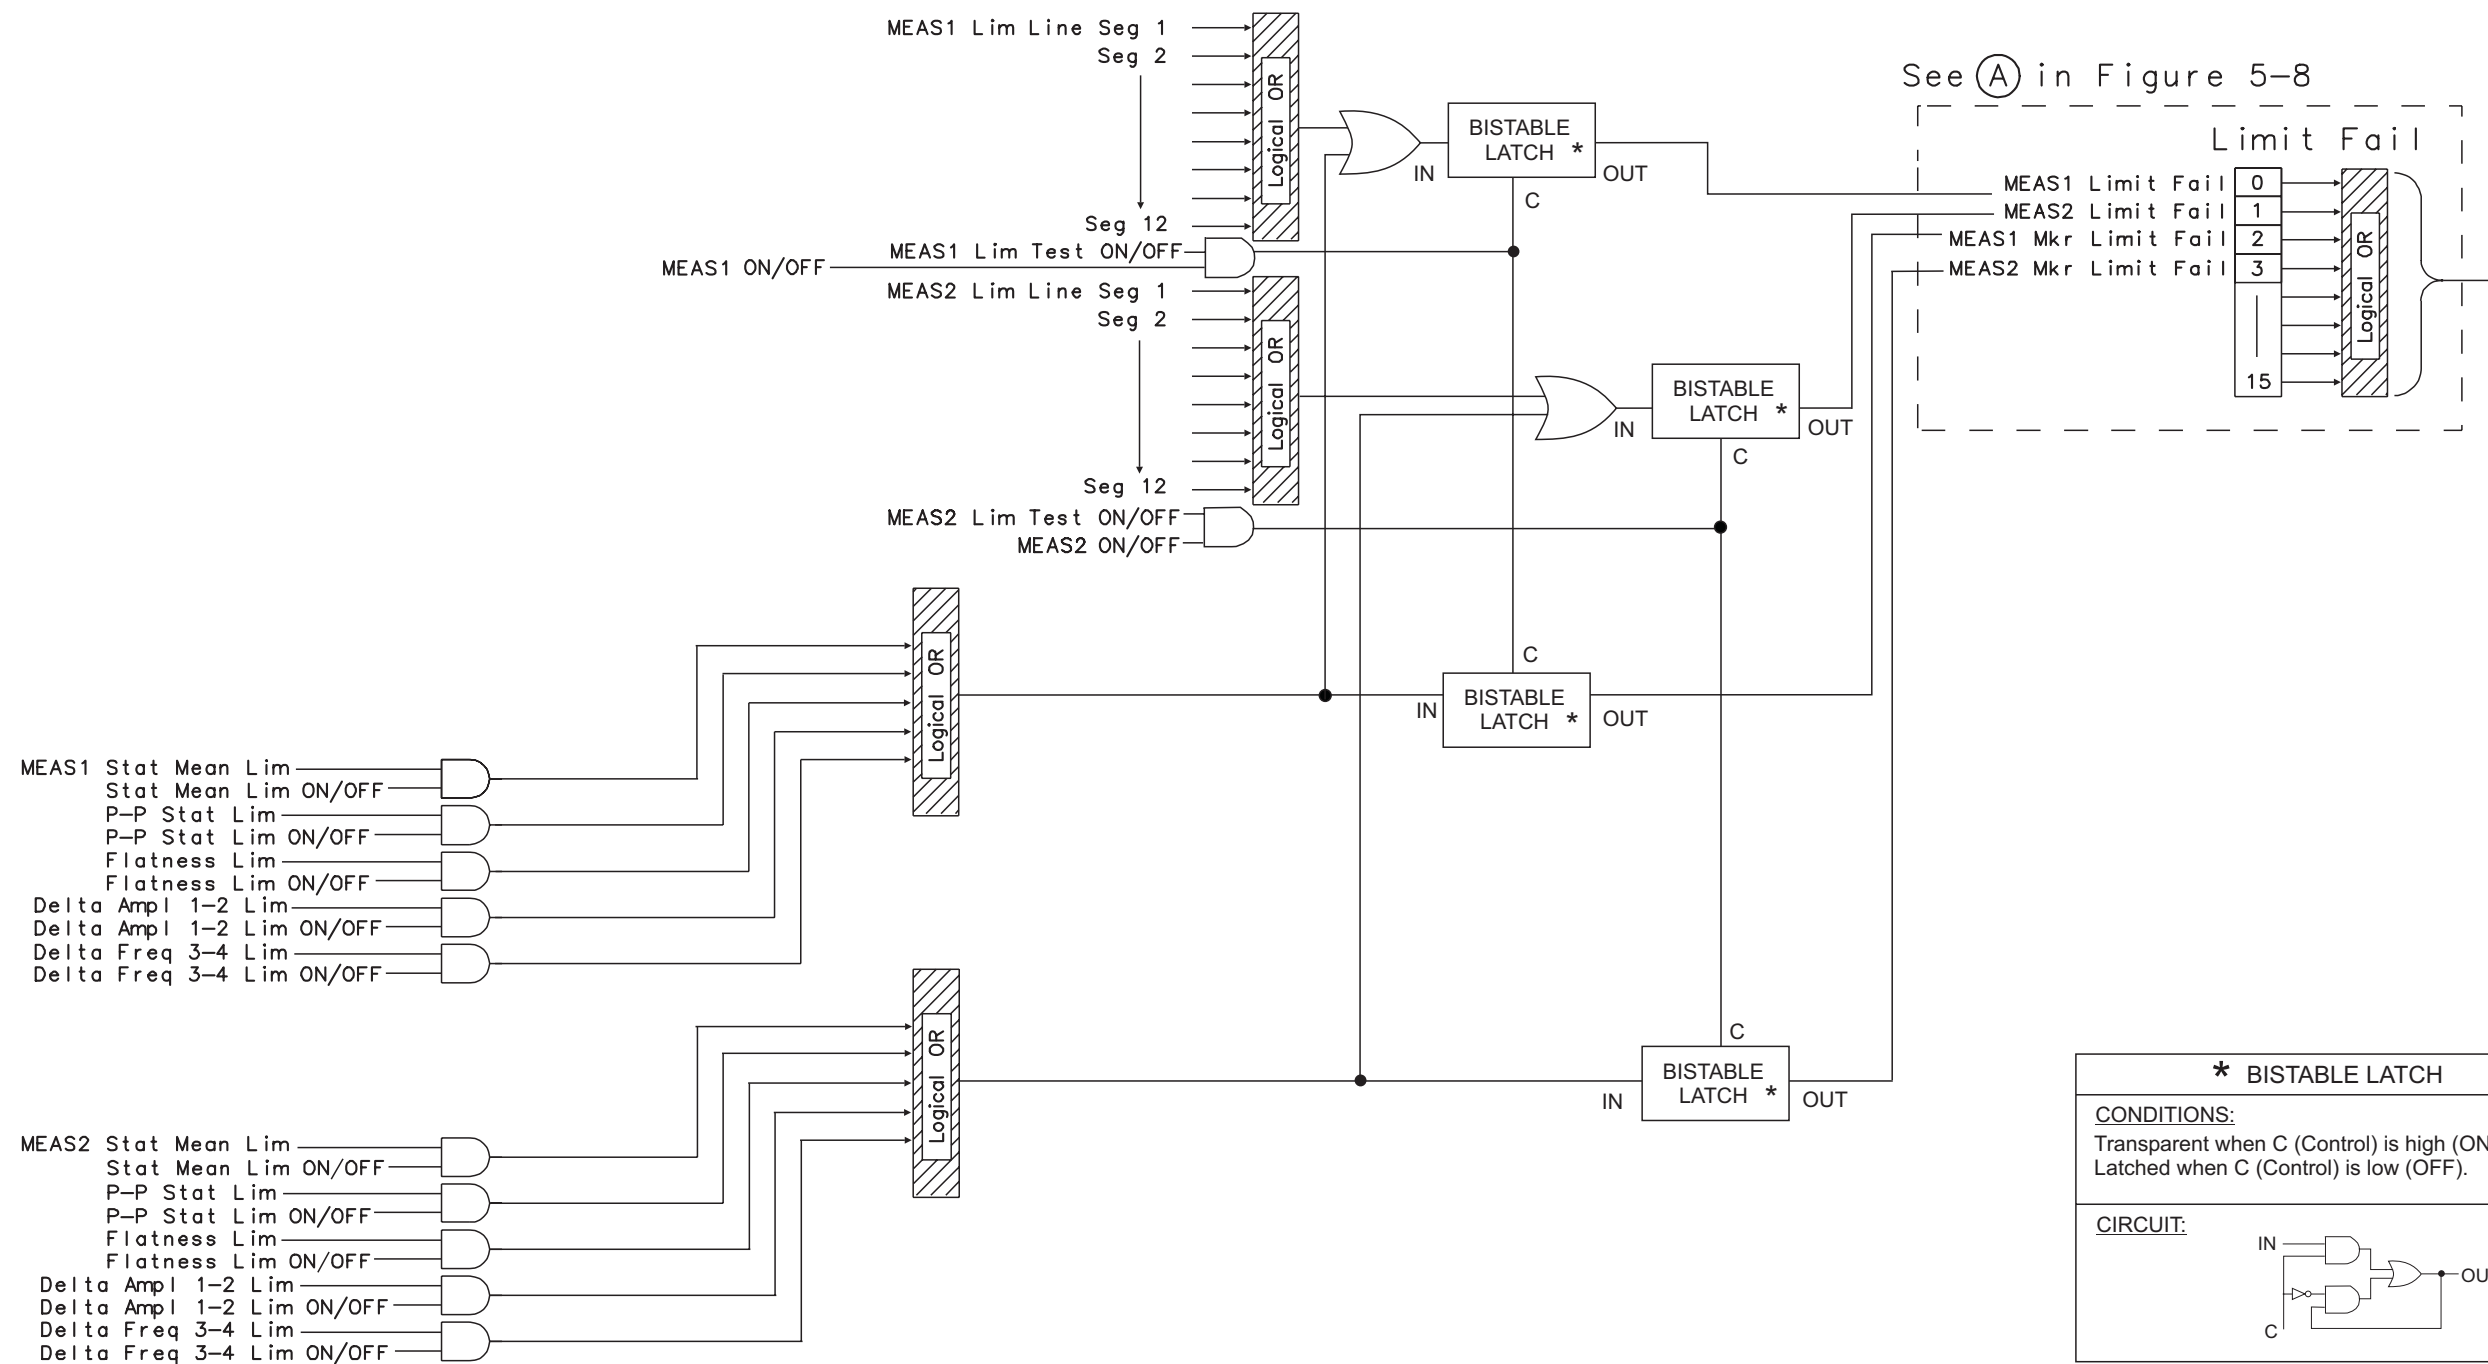 MEAS1 Lim Line Seg 1
Seg 2
Logical OR
Seg 12
MEAS1 Lim Test ON/OFF
MEAS1 ON/OFF
MEAS2 Lim Line Seg 1
Seg 2
Logical OR
Seg 12
MEAS2 Lim Test ON/OFF
MEAS2 ON/OFF
BISTABLE
LATCH *
IN
OUT
C
BISTABLE
LATCH *
IN
OUT
C
See A in Figure 5-8
Limit Fail
MEAS1 Limit Fail 0
MEAS2 Limit Fail 1
MEAS1 Mkr Limit Fail 2
MEAS2 Mkr Limit Fail 3
15
Logical OR
Logical OR
C
BISTABLE
LATCH *
IN
OUT
MEAS1 Stat Mean Lim
Stat Mean Lim ON/OFF
P-P Stat Lim
P-P Stat Lim ON/OFF
Flatness Lim
Flatness Lim ON/OFF
Delta Ampl 1-2 Lim
Delta Ampl 1-2 Lim ON/OFF
Delta Freq 3-4 Lim
Delta Freq 3-4 Lim ON/OFF
Logical OR
C
BISTABLE
LATCH *
IN
OUT
MEAS2 Stat Mean Lim
Stat Mean Lim ON/OFF
P-P Stat Lim
P-P Stat Lim ON/OFF
Flatness Lim
Flatness Lim ON/OFF
Delta Ampl 1-2 Lim
Delta Ampl 1-2 Lim ON/OFF
Delta Freq 3-4 Lim
Delta Freq 3-4 Lim ON/OFF
* BISTABLE LATCH
CONDITIONS:
Transparent when C (Control) is high (ON
Latched when C (Control) is low (OFF).
CIRCUIT:
IN
OU
C